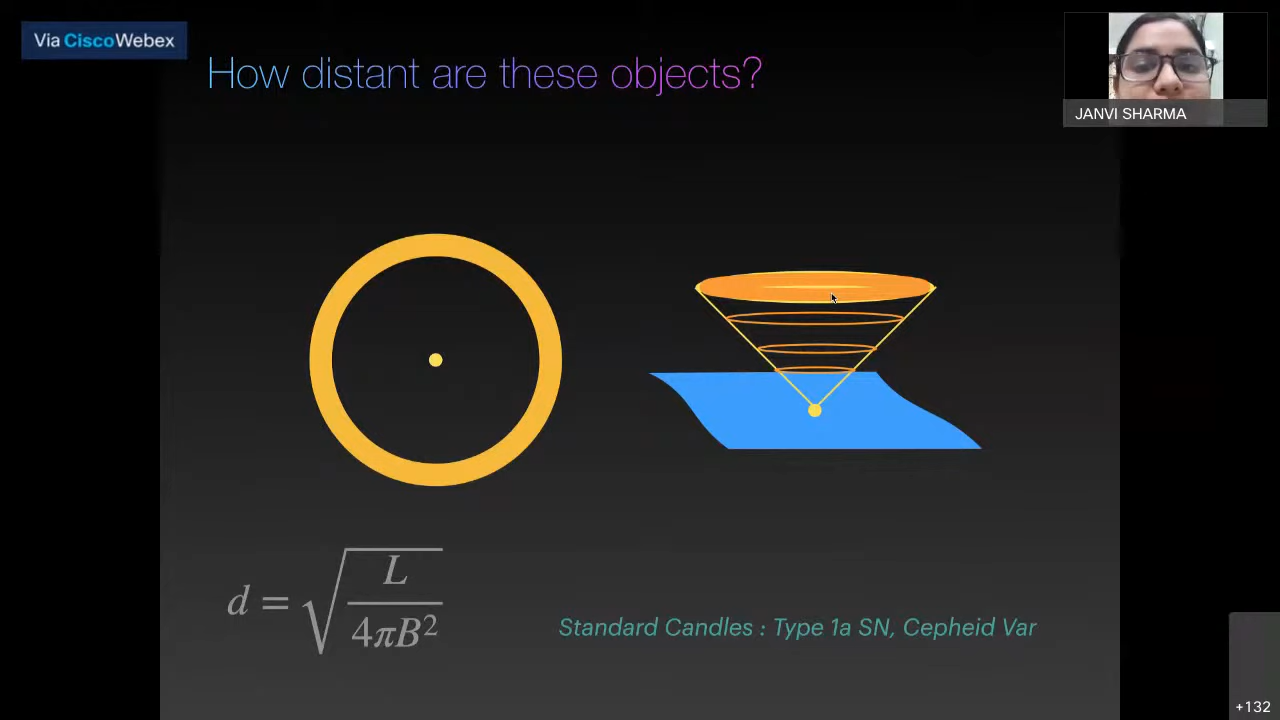 Via CiscoWebex
How distant are these objects?
JANVI SHARMA
d = √(L / 4πB²)
Standard Candles : Type 1a SN, Cepheid Var
+132